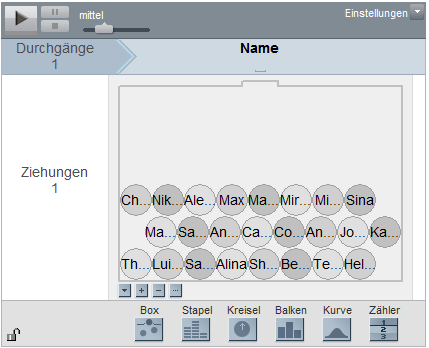 mittel
Einstellungen
Durchgänge
1
Name
Ziehungen
1
Ch... Nik... Ale... Max Ma... Mir... Mi... Sina
Ma... Sa... An... Ca... Co... An... Jo... Ka...
Th... Lui... Sa... Alina Sh... Be... Te... Hel...
Box Stapel Kreisel Balken Kurve Zähler
1
2
3